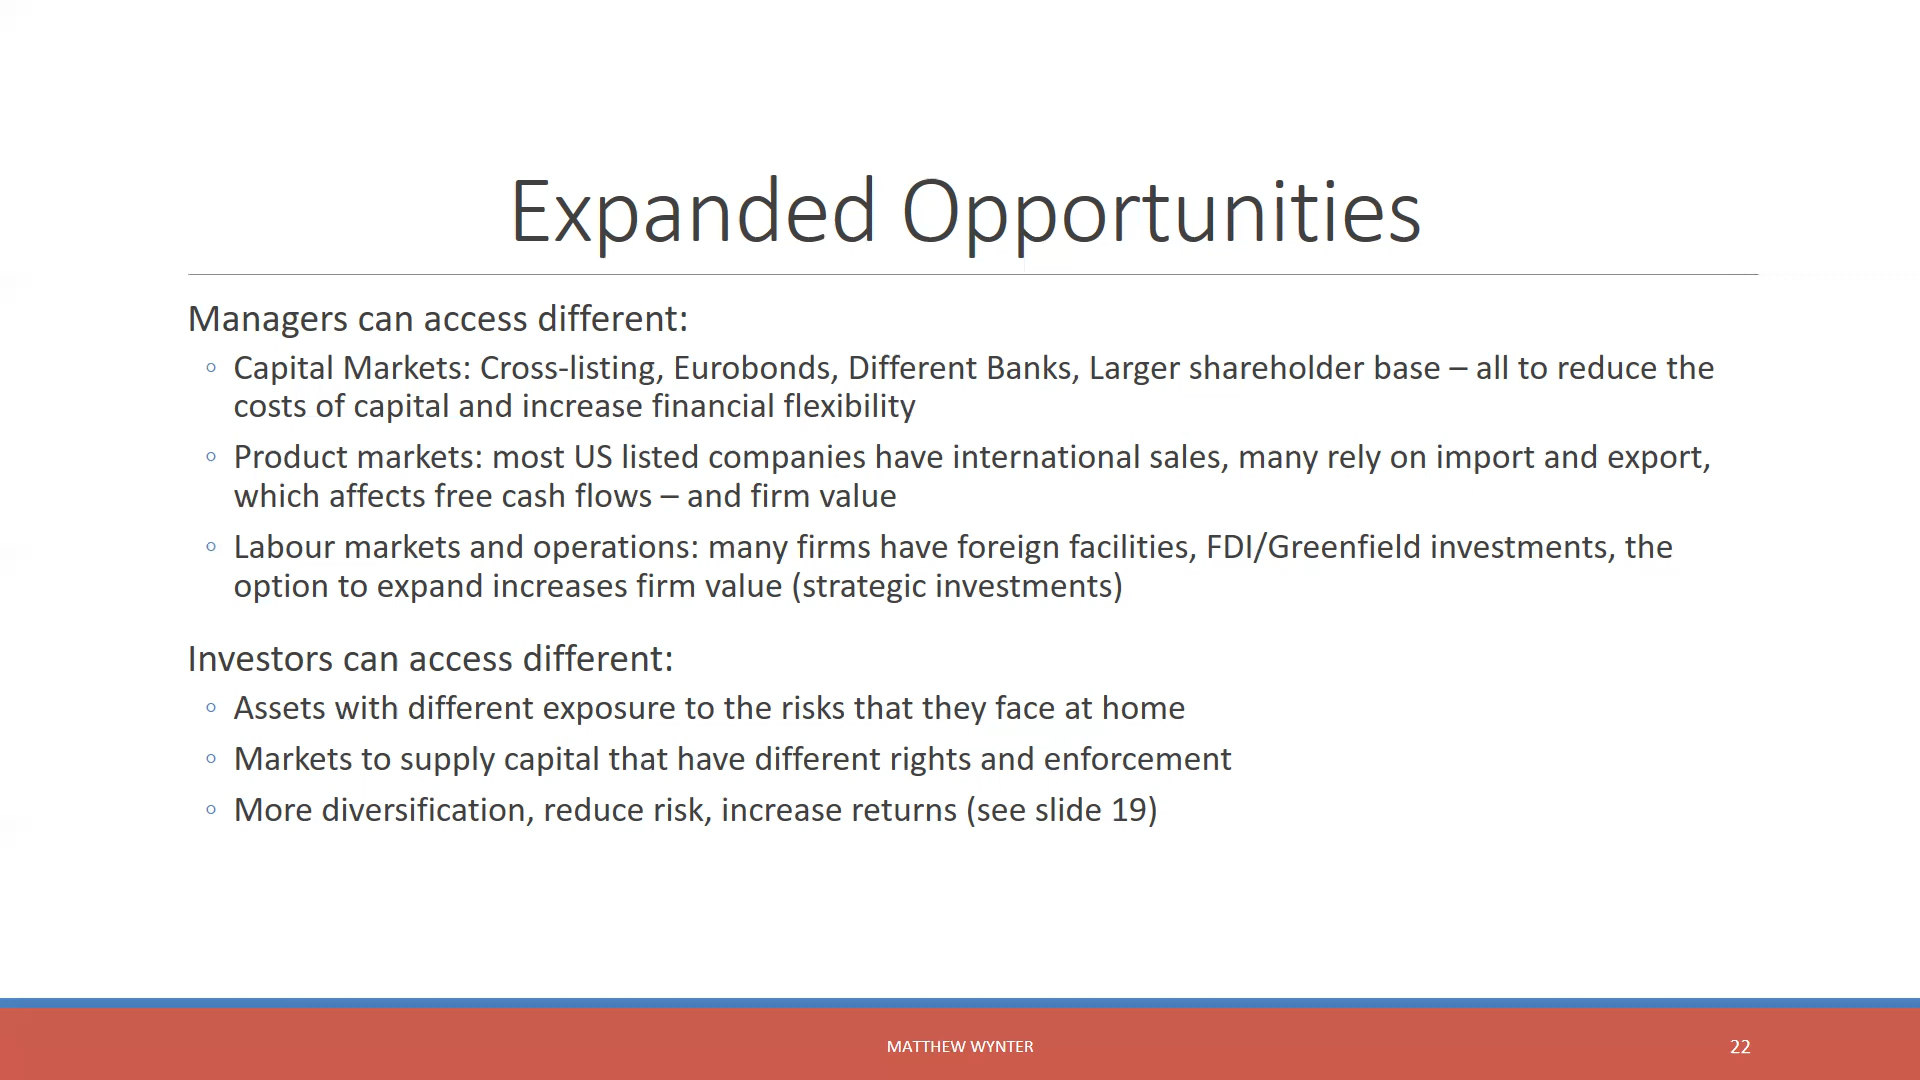 Expanded Opportunities
Managers can access different:
◦ Capital Markets: Cross-listing, Eurobonds, Different Banks, Larger shareholder base – all to reduce the
costs of capital and increase financial flexibility
◦ Product markets: most US listed companies have international sales, many rely on import and export,
which affects free cash flows – and firm value
◦ Labour markets and operations: many firms have foreign facilities, FDI/Greenfield investments, the
option to expand increases firm value (strategic investments)
Investors can access different:
◦ Assets with different exposure to the risks that they face at home
◦ Markets to supply capital that have different rights and enforcement
◦ More diversification, reduce risk, increase returns (see slide 19)
MATTHEW WYNTER
22